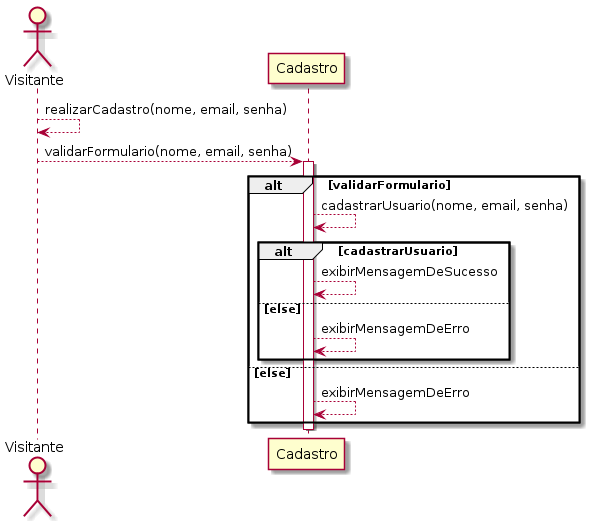 Visitante
Cadastro
realizarCadastro(nome, email, senha)
validarFormulario(nome, email, senha)
alt [validarFormulario]
cadastrarUsuario(nome, email, senha)
alt [cadastrarUsuario]
exibirMensagemDeSucesso
[else]
exibirMensagemDeErro
[else]
exibirMensagemDeErro
Visitante
Cadastro